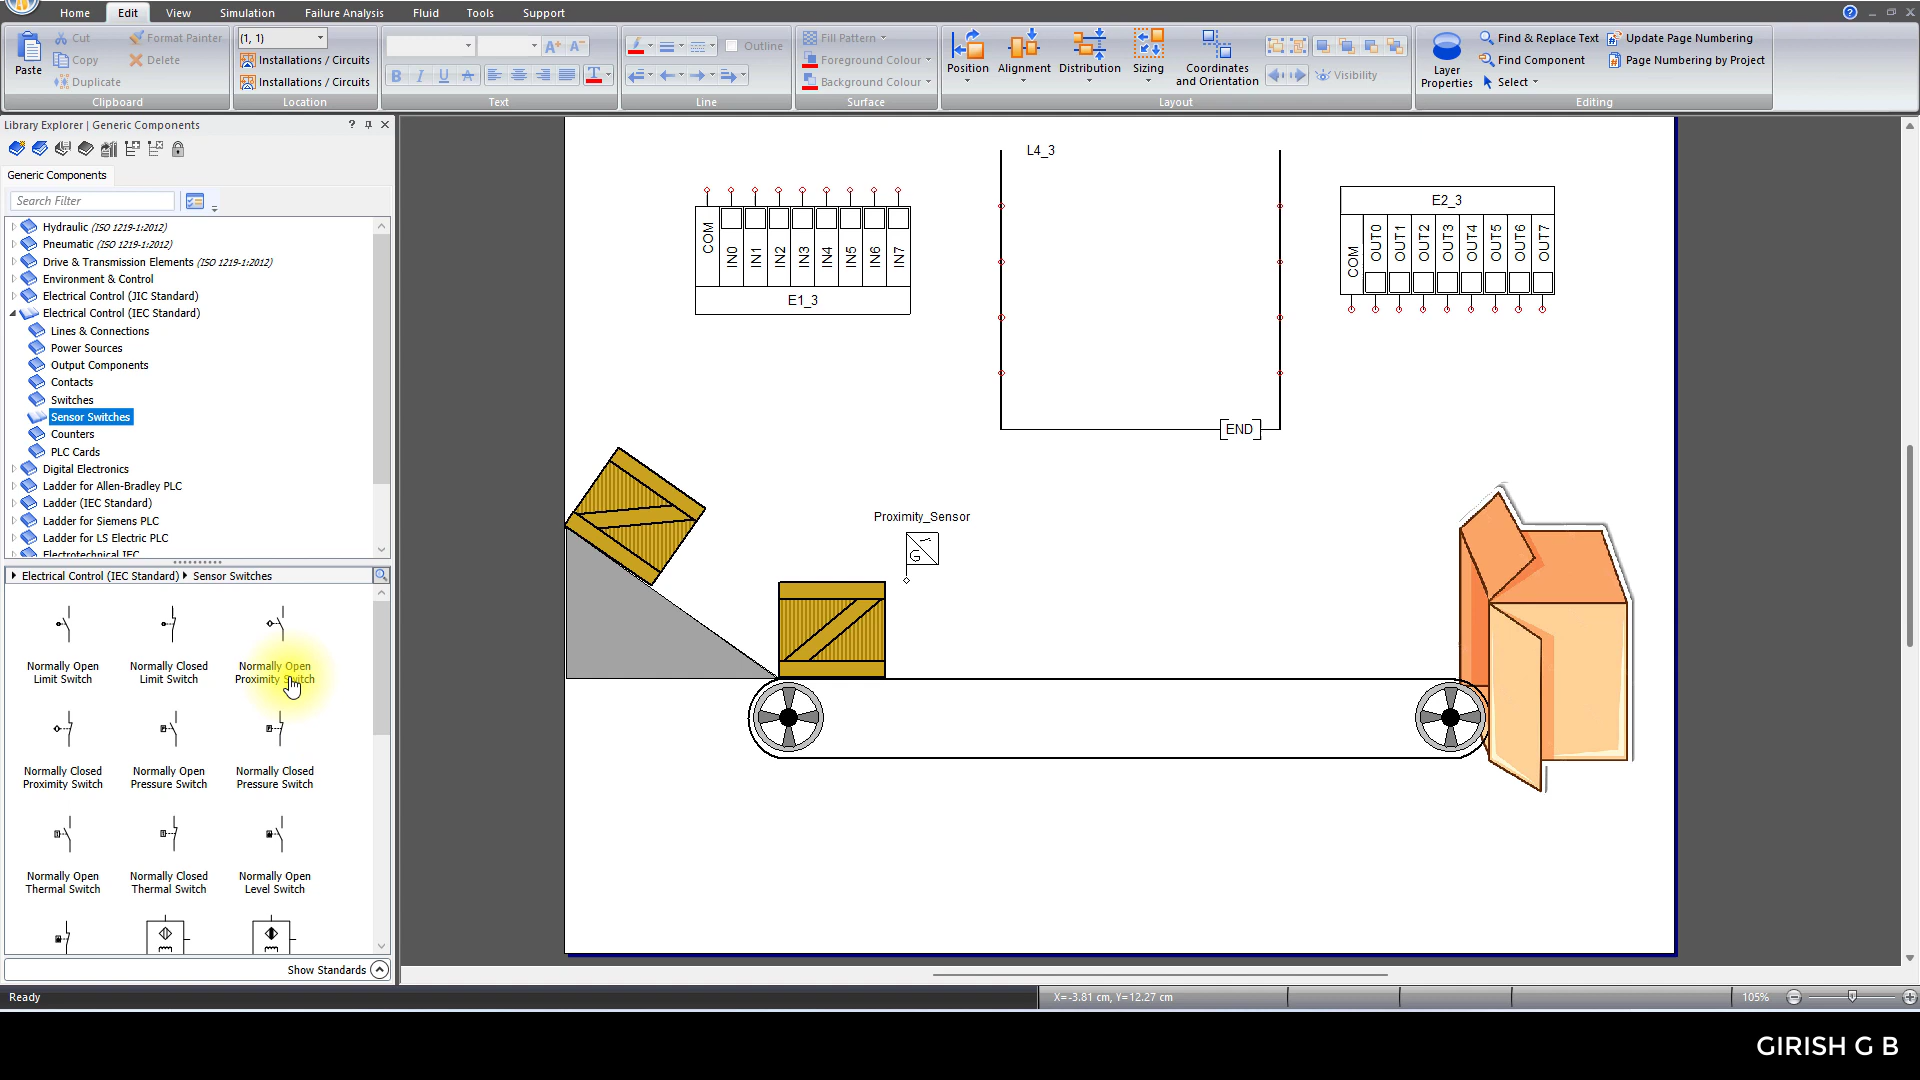 Home Edit View Simulation Failure Analysis Fluid Tools Support
Paste
Cut
Copy
Duplicate
Format Painter
Delete
Clipboard
(1, 1)
Installations / Circuits
Installations / Circuits
Location
B I U A
Text
Outline
Line
Fill Pattern
Foreground Colour
Background Colour
Surface
Position Alignment Distribution Sizing Coordinates
and Orientation
Visibility
Layout
Layer
Properties
Find & Replace Text
Find Component
Select
Update Page Numbering
Page Numbering by Project
Editing
Library Explorer | Generic Components
Generic Components
Search Filter
Hydraulic (ISO 1219-1:2012)
Pneumatic (ISO 1219-1:2012)
Drive & Transmission Elements (ISO 1219-1:2012)
Environment & Control
Electrical Control (JIC Standard)
Electrical Control (IEC Standard)
Lines & Connections
Power Sources
Output Components
Contacts
Switches
Sensor Switches
Counters
PLC Cards
Digital Electronics
Ladder for Allen-Bradley PLC
Ladder (IEC Standard)
Ladder for Siemens PLC
Ladder for LS Electric PLC
Electrotechnical IEC
Electrical Control (IEC Standard) Sensor Switches
Normally Open
Limit Switch
Normally Closed
Limit Switch
Normally Open
Proximity Switch
Normally Closed
Proximity Switch
Normally Open
Pressure Switch
Normally Closed
Pressure Switch
Normally Open
Thermal Switch
Normally Closed
Thermal Switch
Normally Open
Level Switch
Show Standards
L4_3
COM IN0 IN1 IN2 IN3 IN4 IN5 IN6 IN7
E1_3
E2_3
COM OUT0 OUT1 OUT2 OUT3 OUT4 OUT5 OUT6 OUT7
END
Proximity_Sensor
G
Ready
X=-3.81 cm, Y=12.27 cm
105%
GIRISH G B